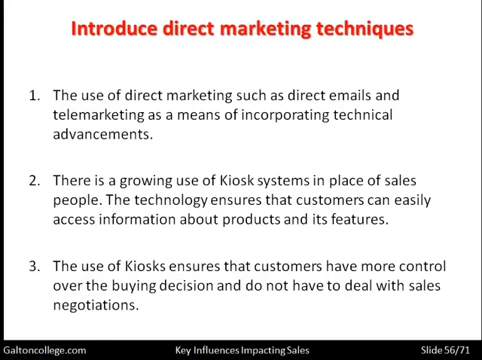 Introduce direct marketing techniques
1. The use of direct marketing such as direct emails and
telemarketing as a means of incorporating technical
advancements.
2. There is a growing use of Kiosk systems in place of sales
people. The technology ensures that customers can easily
access information about products and its features.
3. The use of Kiosks ensures that customers have more control
over the buying decision and do not have to deal with sales
negotiations.
Galtoncollege.com Key Influences Impacting Sales Slide 56/71